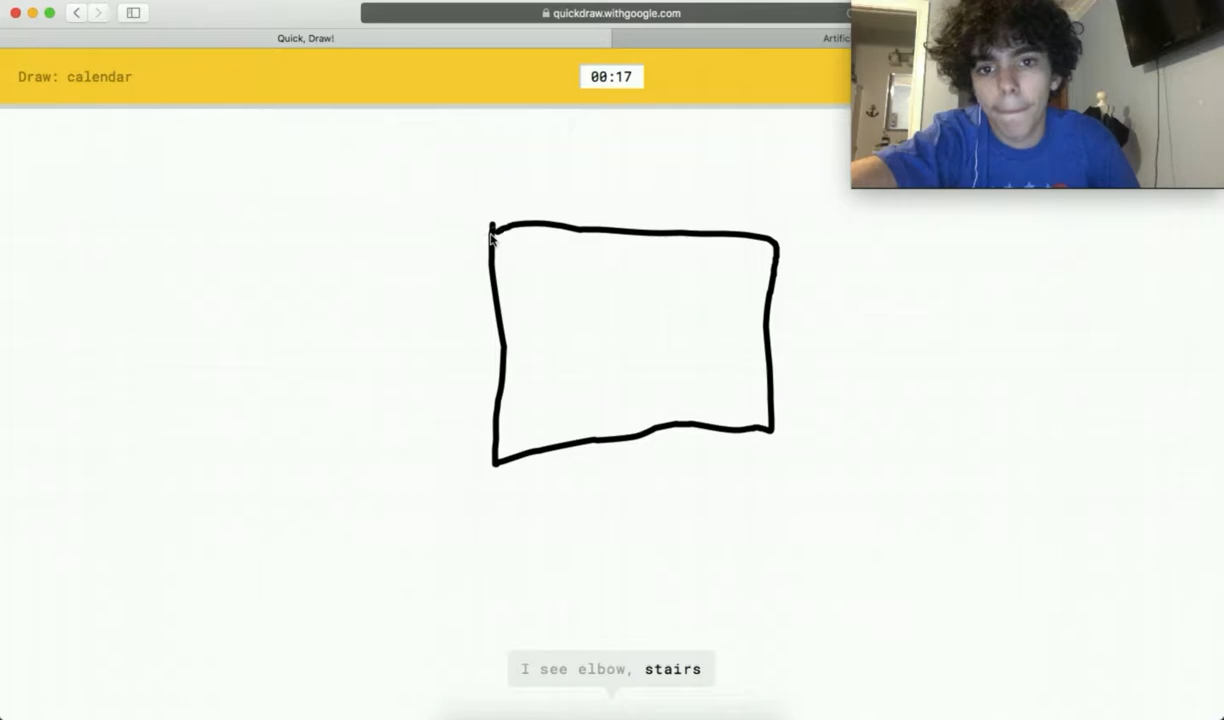 quickdraw.withgoogle.com
Quick, Draw!
Artific
Draw: calendar
00:17
I see elbow, stairs